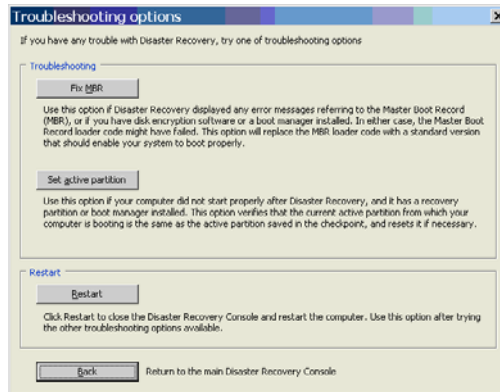 Troubleshooting options
If you have any trouble with Disaster Recovery, try one of troubleshooting options
Troubleshooting
Fix MBR
Use this option if Disaster Recovery displayed any error messages referring to the Master Boot Record
(MBR), or if you have disk encryption software or a boot manager installed. In either case, the Master Boot
Record loader code might have failed. This option will replace the MBR loader code with a standard version
that should enable your system to boot properly.
Set active partition
Use this option if your computer did not start properly after Disaster Recovery, and it has a recovery
partition or boot manager installed. This option verifies that the current active partition from which your
computer is booting is the same as the active partition saved in the checkpoint, and resets it if necessary.
Restart
Restart
Click Restart to close the Disaster Recovery Console and restart the computer. Use this after trying
the other troubleshooting options available.
Back Return to the main Disaster Recovery Console